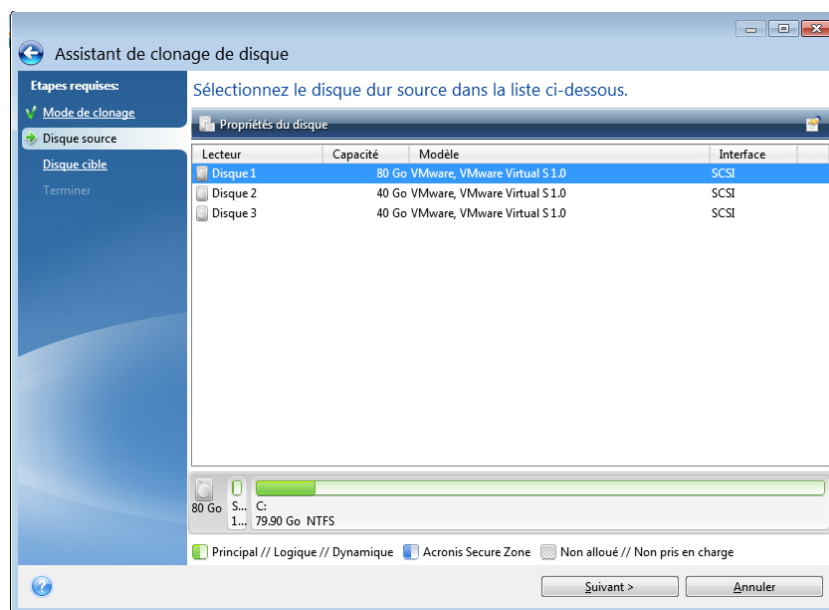 Assistant de clonage de disque
Etapes requises:
Mode de clonage
Disque source
Disque cible
Terminer
Sélectionnez le disque dur source dans la liste ci-dessous.
Propriétés du disque
Lecteur Capacité Modèle Interface
Disque 1 80 Go VMware, VMware Virtual S 1.0 SCSI
Disque 2 40 Go VMware, VMware Virtual S 1.0 SCSI
Disque 3 40 Go VMware, VMware Virtual S 1.0 SCSI
80 Go S... C:
1... 79.90 Go NTFS
Principal // Logique // Dynamique Acronis Secure Zone Non alloué // Non pris en charge
Suivant > Annuler